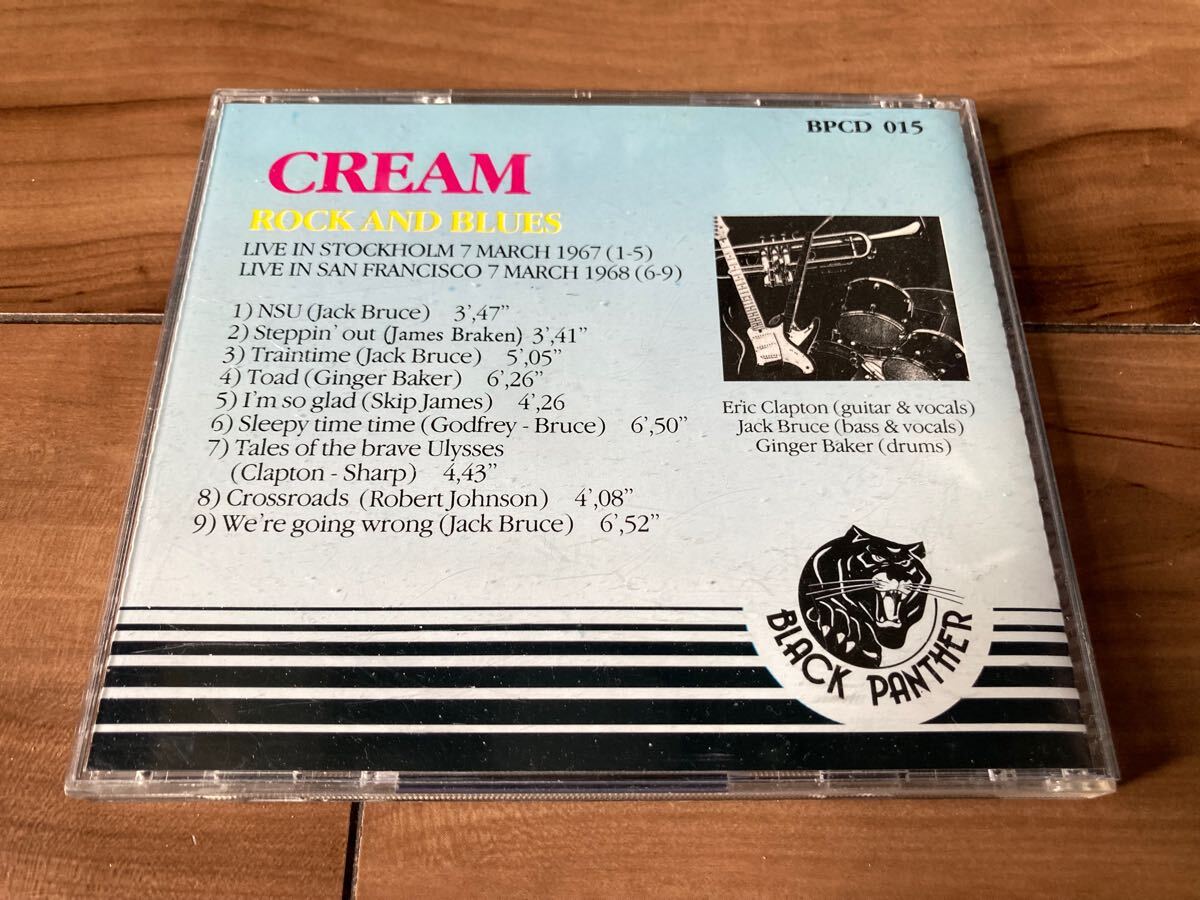 BPCD 015
CREAM
ROCK AND BLUES
LIVE IN STOCKHOLM 7 MARCH 1967 (1-5)
LIVE IN SAN FRANCISCO 7 MARCH 1968 (6-9)
1) NSU (Jack Bruce) 3',47"
2) Steppin' out (James Braken) 3',41"
3) Traintime (Jack Bruce) 5',05"
4) Toad (Ginger Baker) 6',26"
5) I'm so glad (Skip James) 4',26
6) Sleepy time time (Godfrey - Bruce) 6',50"
7) Tales of the brave Ulysses
(Clapton - Sharp) 4,43"
8) Crossroads (Robert Johnson) 4',08"
9) We're going wrong (Jack Bruce) 6',52"
Eric Clapton (guitar & vocals)
Jack Bruce (bass & vocals)
Ginger Baker (drums)
BLACK PANTHER